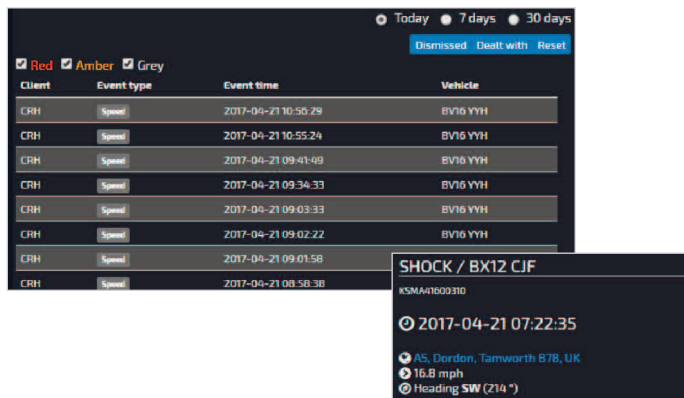 Today 7 days 30 days
Dismissed Dealt with Reset
Red Amber Grey
Client Event type Event time Vehicle
CRH Speed 2017-04-21 10:56:29 BV16 YYH
CRH Speed 2017-04-21 10:55:24 BV16 YYH
CRH Speed 2017-04-21 09:41:49 BV16 YYH
CRH Speed 2017-04-21 09:34:33 BV16 YYH
CRH Speed 2017-04-21 09:03:33 BV16 YYH
CRH Speed 2017-04-21 09:02:22 BV16 YYH
CRH Speed 2017-04-21 09:01:58
CRH Speed 2017-04-21 08:58:38
SHOCK / BX12 CJF
KSMA41600310
2017-04-21 07:22:35
A5, Dordon, Tamworth B78, UK
16.8 mph
Heading SW (214 °)